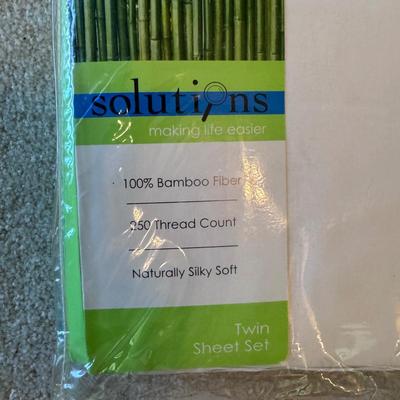 solutions
making life easier
· 100% Bamboo Fiber
250 Thread Count
Naturally Silky Soft
Twin
Sheet Set